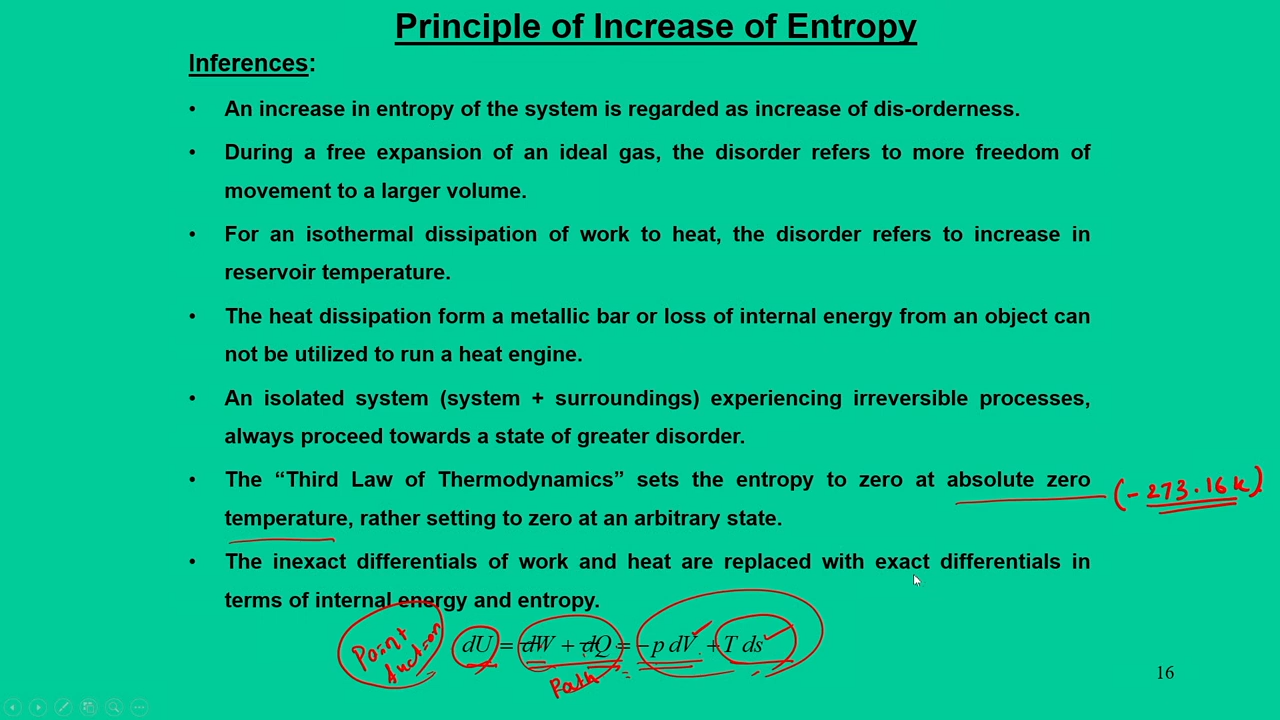 Principle of Increase of Entropy
Inferences:
• An increase in entropy of the system is regarded as increase of dis-orderness.
• During a free expansion of an ideal gas, the disorder refers to more freedom of
movement to a larger volume.
• For an isothermal dissipation of work to heat, the disorder refers to increase in
reservoir temperature.
• The heat dissipation form a metallic bar or loss of internal energy from an object can
not be utilized to run a heat engine.
• An isolated system (system + surroundings) experiencing irreversible processes,
always proceed towards a state of greater disorder.
• The “Third Law of Thermodynamics” sets the entropy to zero at absolute zero
(-273.16K)
temperature, rather setting to zero at an arbitrary state.
• The inexact differentials of work and heat are replaced with exact differentials in
terms of internal energy and entropy.
Point
function
dU = đW + đQ = -p dV + T ds
Path
16